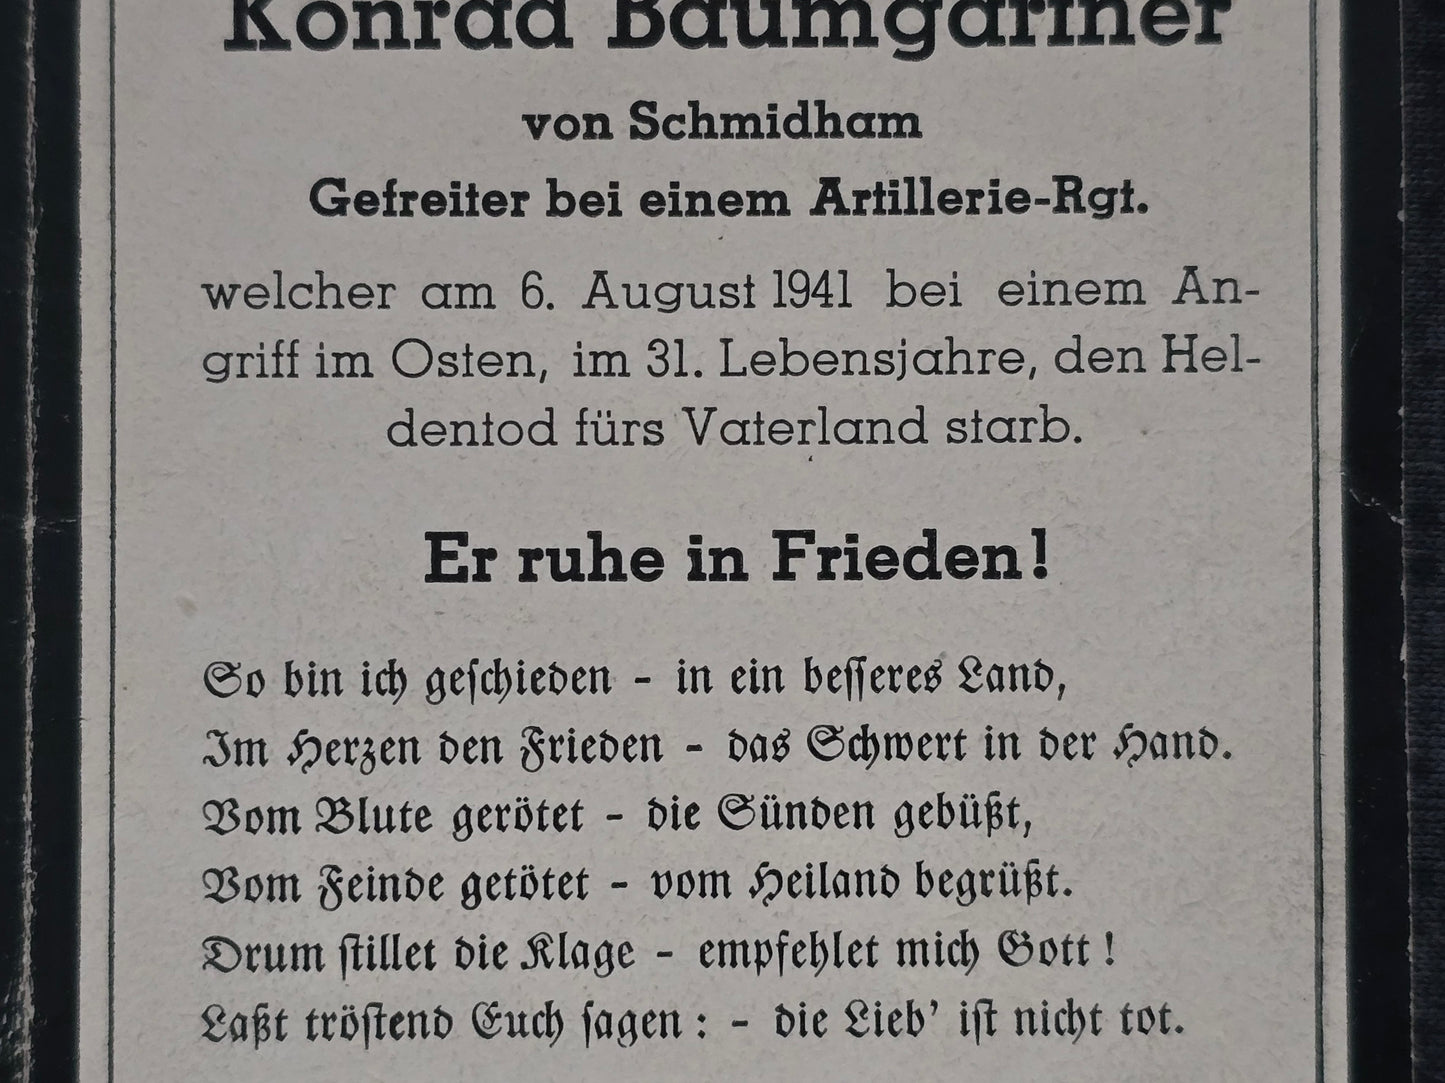 Konrad Baumgartner
von Schmidham
Gefreiter bei einem Artillerie-Rgt.
welcher am 6. August 1941 bei einem An-
griff im Osten, im 31. Lebensjahre, den Hel-
dentod fürs Vaterland starb.
Er ruhe in Frieden!
So bin ich geschieden - in ein besseres Land,
Im Herzen den Frieden - das Schwert in der Hand.
Vom Blute gerötet - die Sünden gebüßt,
Vom Feinde getötet - vom Heiland begrüßt.
Drum stillet die Klage - empfehlet mich Gott!
Laßt tröstend Euch sagen: - die Lieb' ist nicht tot.